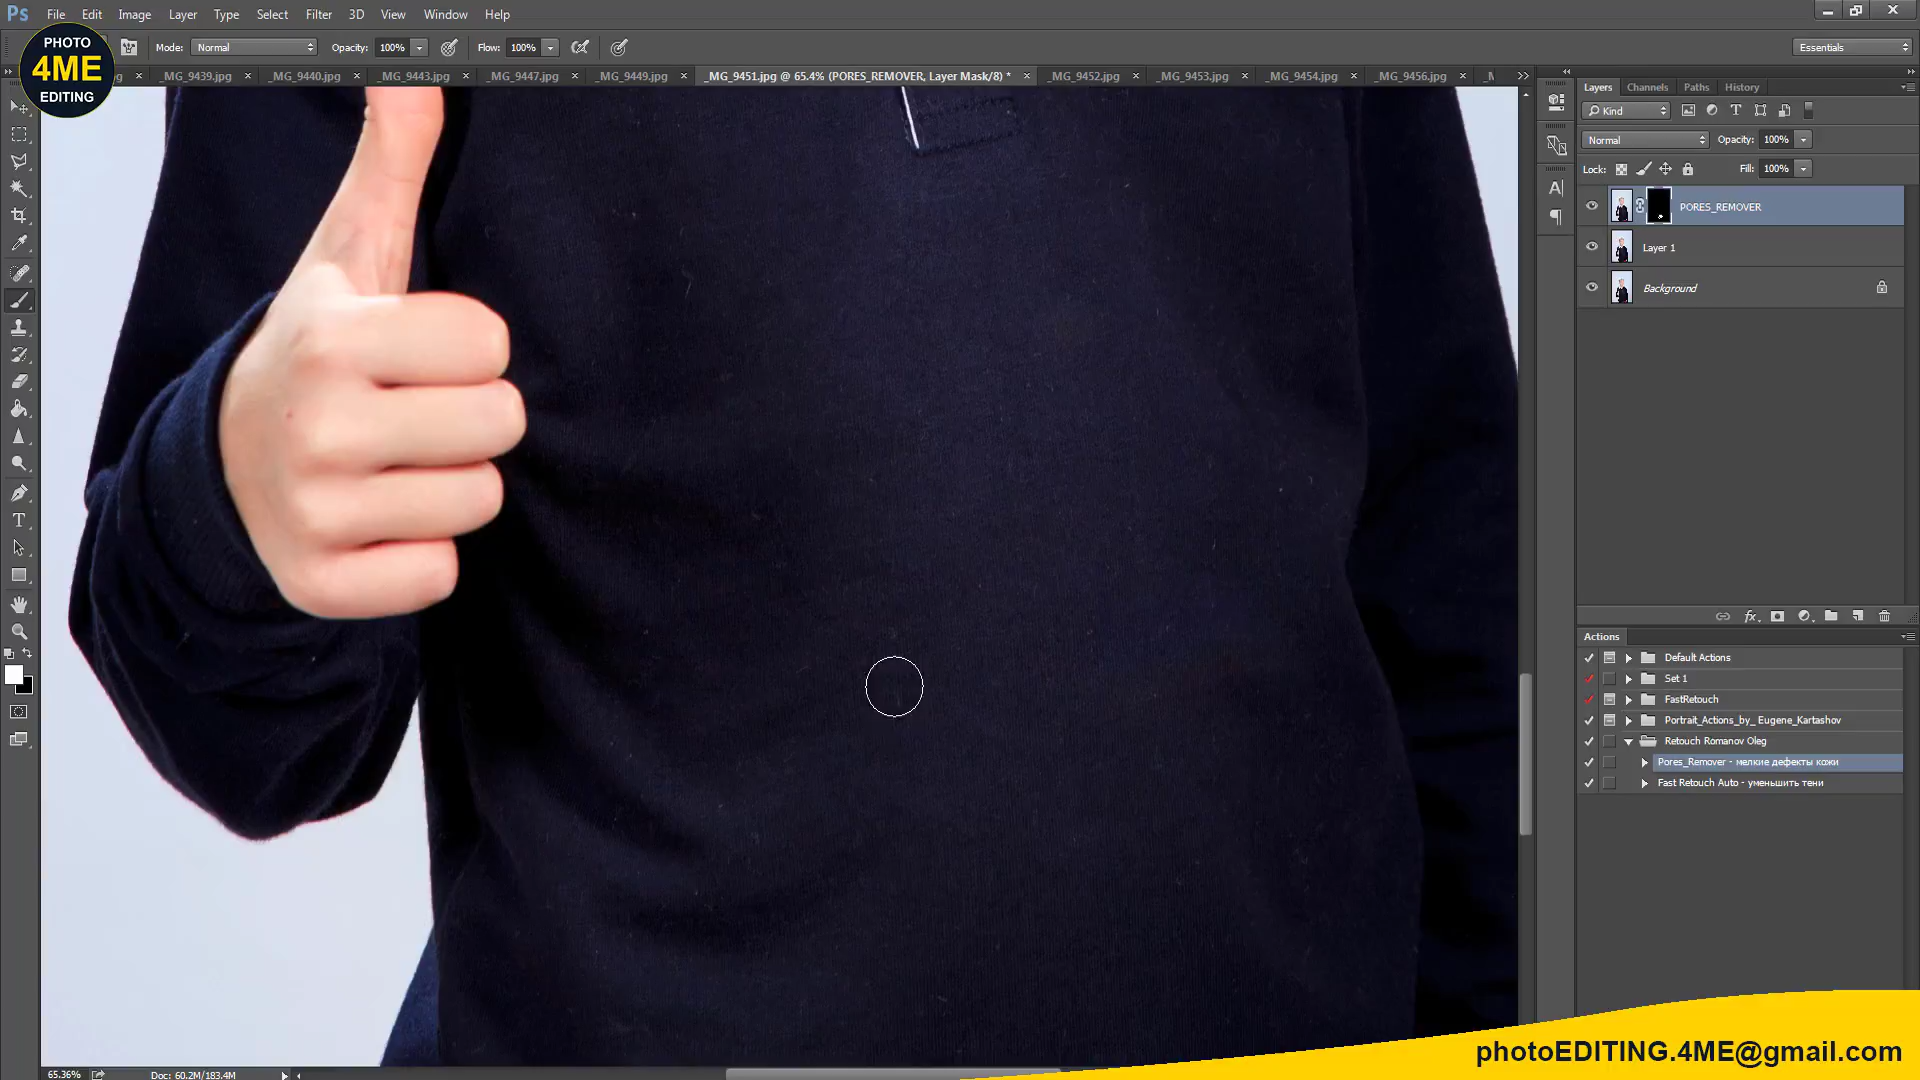 Ps File Edit Image Layer Type Select Filter 3D View Window Help
PHOTO
4ME
EDITING
Mode: Normal Opacity: 100% Flow: 100% Essentials
_MG_9439.jpg × _MG_9440.jpg × _MG_9443.jpg × _MG_9447.jpg × _MG_9449.jpg × _MG_9451.jpg @ 65.4% (PORES_REMOVER, Layer Mask/8) * × _MG_9452.jpg × _MG_9453.jpg × _MG_9454.jpg × _MG_9456.jpg ×
Layers Channels Paths History
Kind
Normal Opacity: 100%
Lock: Fill: 100%
PORES_REMOVER
Layer 1
Background
Actions
Default Actions
Set 1
FastRetouch
Portrait_Actions_by_ Eugene_Kartashov
Retouch Romanov Oleg
Pores_Remover - мелкие дефекты кожи
Fast Retouch Auto - уменьшить тени
photoEDITING.4ME@gmail.com
65.36% Doc: 60.2M/183.4M